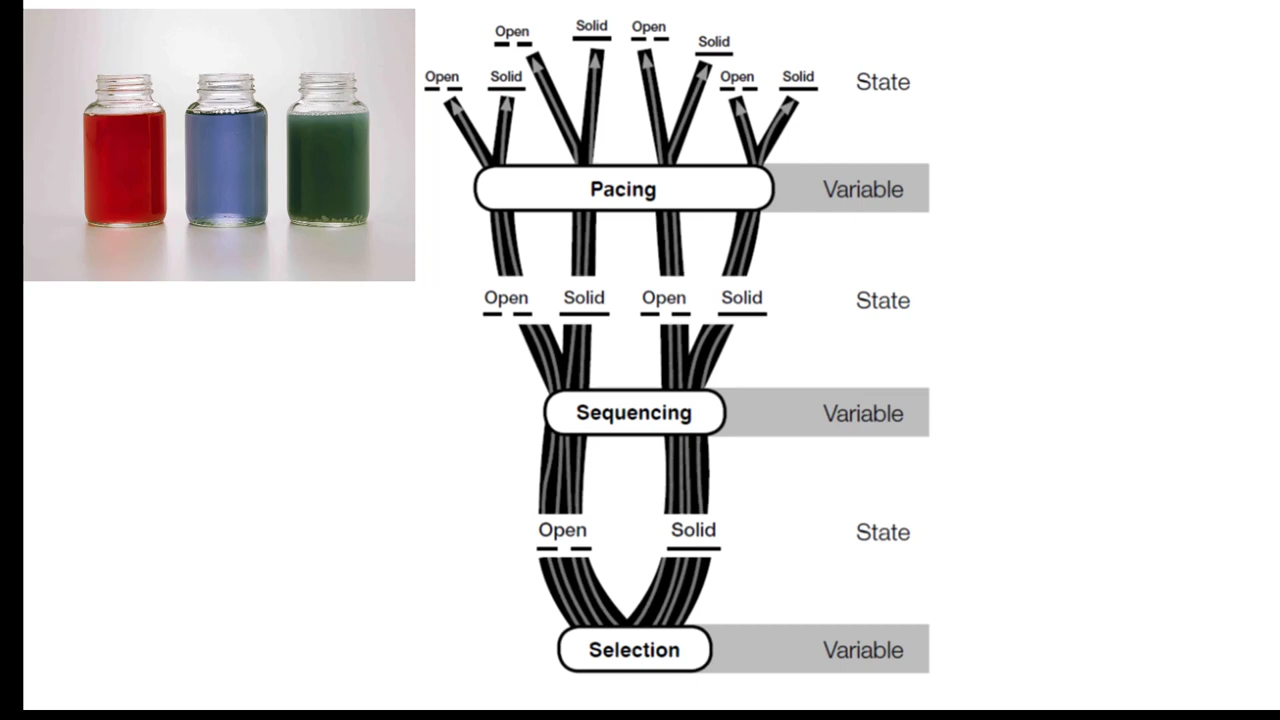 Open Solid Open Solid
Open Solid Open Solid State
Pacing Variable
Open Solid Open Solid State
Sequencing Variable
Open Solid State
Selection Variable